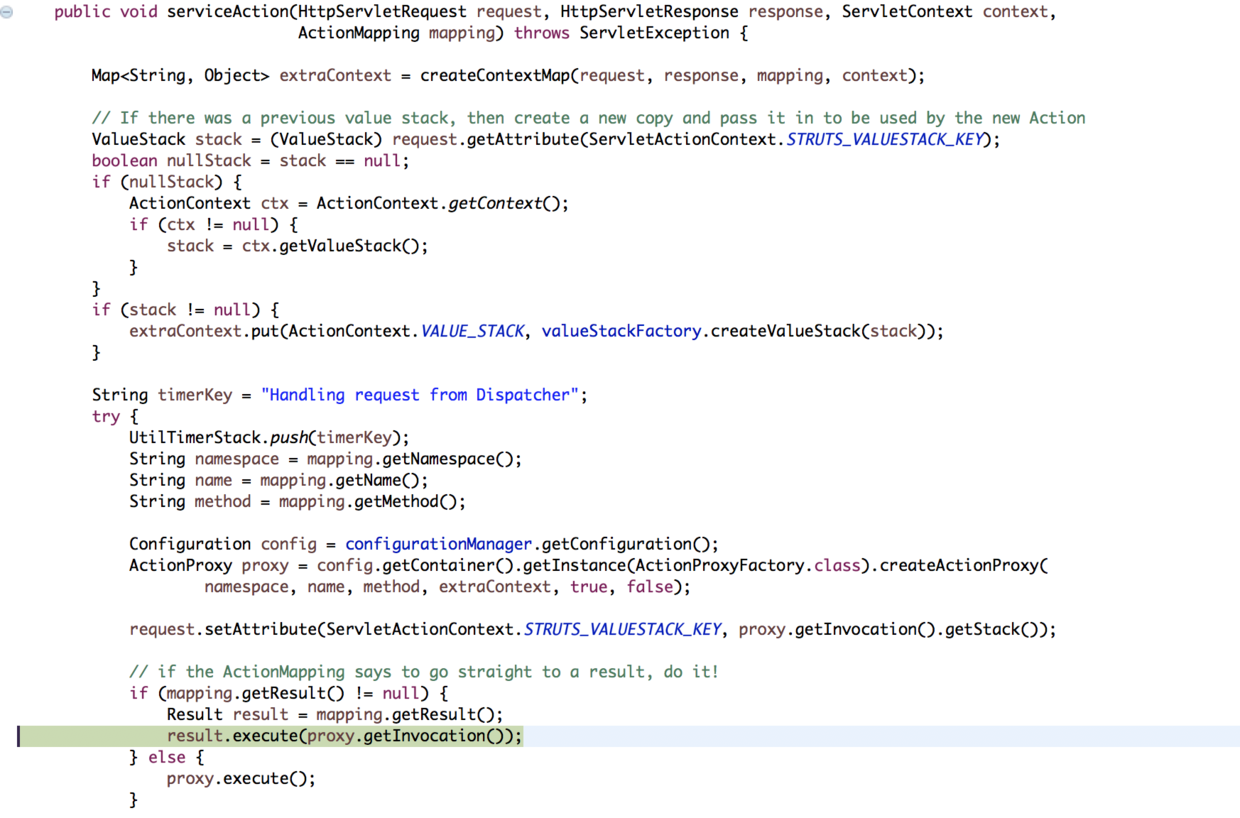 public void serviceAction(HttpServletRequest request, HttpServletResponse response, ServletContext context,
                          ActionMapping mapping) throws ServletException {

    Map<String, Object> extraContext = createContextMap(request, response, mapping, context);

    // If there was a previous value stack, then create a new copy and pass it in to be used by the new Action
    ValueStack stack = (ValueStack) request.getAttribute(ServletActionContext.STRUTS_VALUESTACK_KEY);
    boolean nullStack = stack == null;
    if (nullStack) {
        ActionContext ctx = ActionContext.getContext();
        if (ctx != null) {
            stack = ctx.getValueStack();
        }
    }
    if (stack != null) {
        extraContext.put(ActionContext.VALUE_STACK, valueStackFactory.createValueStack(stack));
    }

    String timerKey = "Handling request from Dispatcher";
    try {
        UtilTimerStack.push(timerKey);
        String namespace = mapping.getNamespace();
        String name = mapping.getName();
        String method = mapping.getMethod();

        Configuration config = configurationManager.getConfiguration();
        ActionProxy proxy = config.getContainer().getInstance(ActionProxyFactory.class).createActionProxy(
                namespace, name, method, extraContext, true, false);

        request.setAttribute(ServletActionContext.STRUTS_VALUESTACK_KEY, proxy.getInvocation().getStack());

        // if the ActionMapping says to go straight to a result, do it!
        if (mapping.getResult() != null) {
            Result result = mapping.getResult();
            result.execute(proxy.getInvocation());
        } else {
            proxy.execute();
        }